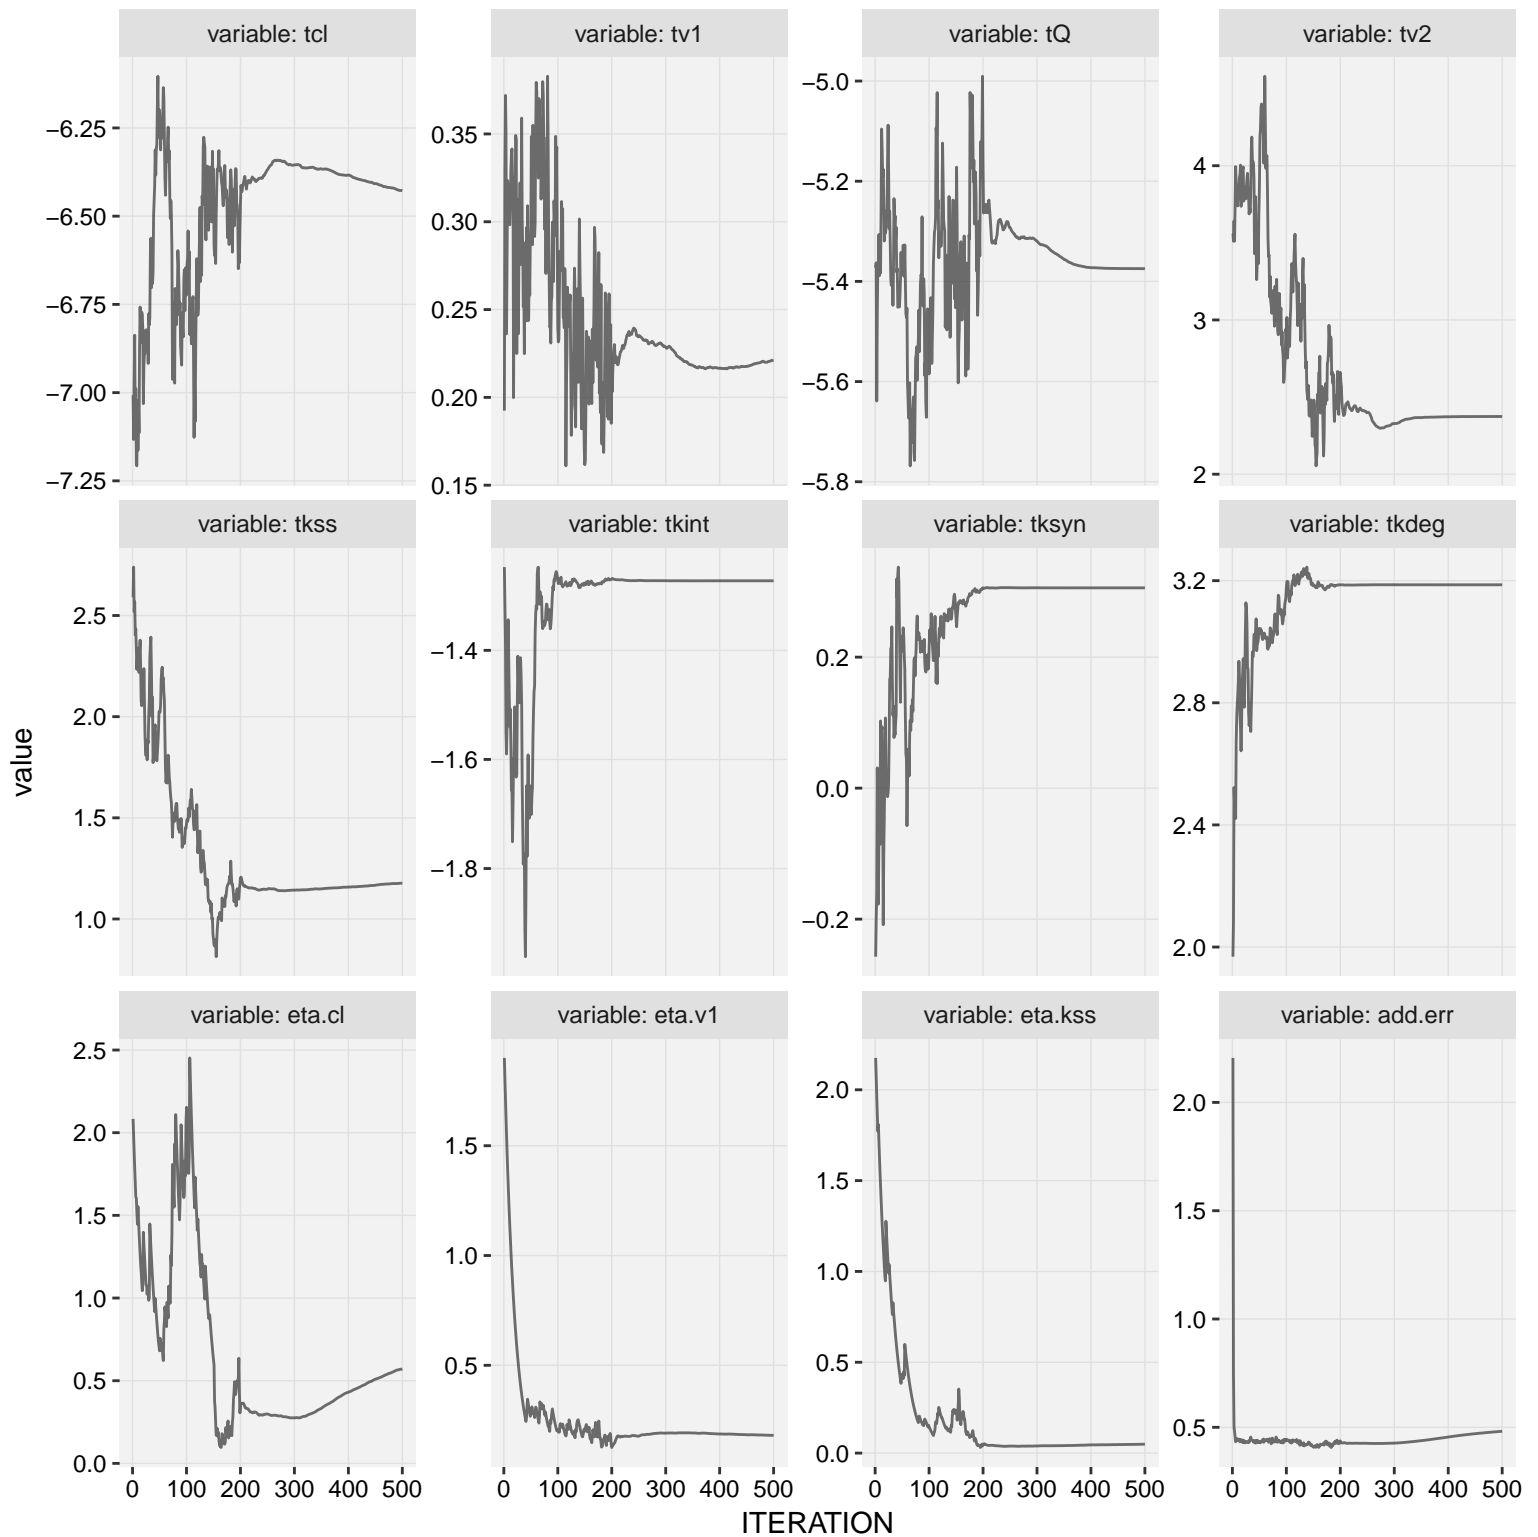 variable: tcl
variable: tv1
variable: tQ
variable: tv2
−6.25
−6.50
−6.75
−7.00
−7.25
0.35
0.30
0.25
0.20
0.15
−5.0
−5.2
−5.4
−5.6
−5.8
4
3
2
variable: tkss
variable: tkint
variable: tksyn
variable: tkdeg
2.5
2.0
1.5
1.0
−1.4
−1.6
−1.8
0.2
0.0
−0.2
3.2
2.8
2.4
2.0
value
variable: eta.cl
variable: eta.v1
variable: eta.kss
variable: add.err
2.5
2.0
1.5
1.0
0.5
0.0
1.5
1.0
0.5
2.0
1.5
1.0
0.5
0.0
2.0
1.5
1.0
0.5
0 100 200 300 400 500
0 100 200 300 400 500
0 100 200 300 400 500
0 100 200 300 400 500
ITERATION